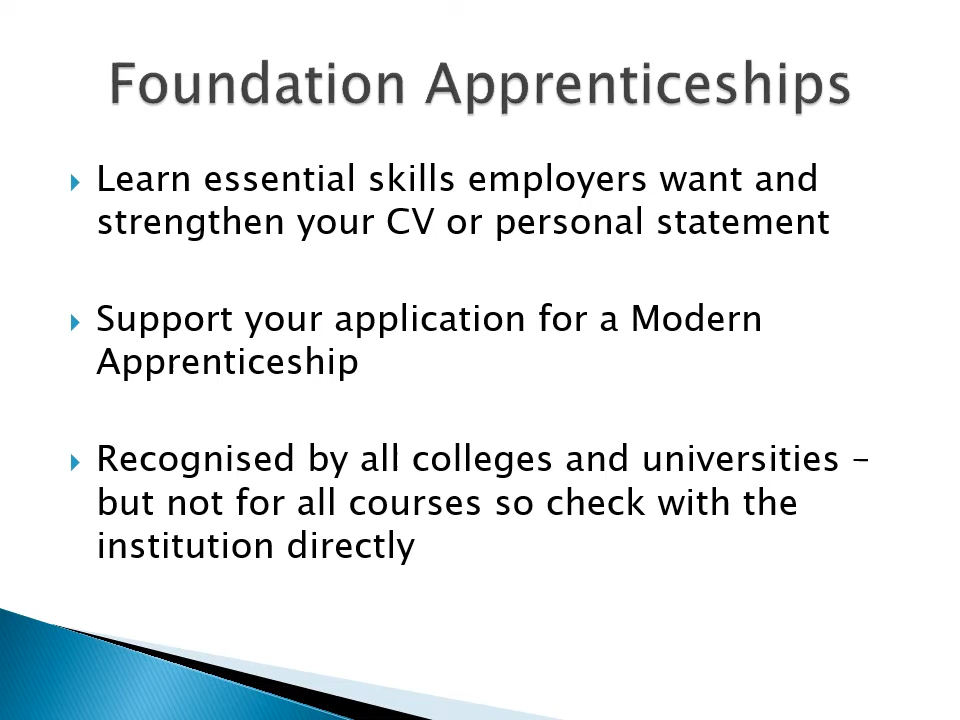 Foundation Apprenticeships
Learn essential skills employers want and
strengthen your CV or personal statement
Support your application for a Modern
Apprenticeship
Recognised by all colleges and universities –
but not for all courses so check with the
institution directly